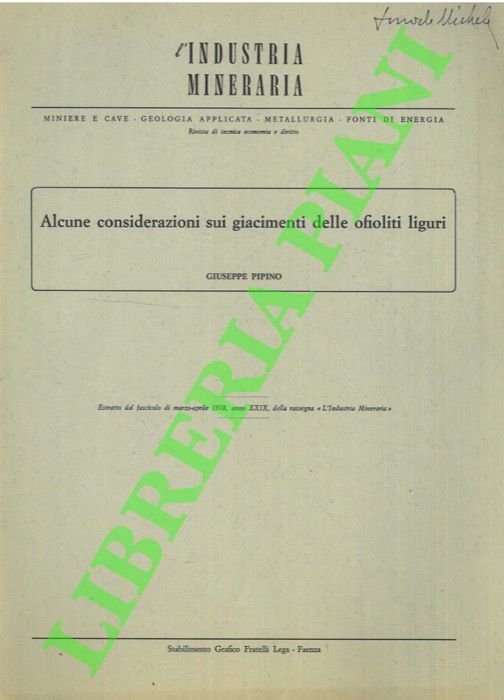 l'INDUSTRIA
MINERARIA
MINIERE E CAVE - GEOLOGIA APPLICATA - METALLURGIA - FONTI DI ENERGIA
Rivista di tecnica economia e diritto
Alcune considerazioni sui giacimenti delle ofioliti liguri
GIUSEPPE PIPINO
Estratto dal fascicolo di marzo-aprile 1978, anno XXIX, della rassegna « L'Industria Mineraria »
Stabilimento Grafico Fratelli Lega - Faenza
LIBRERIA PIANI